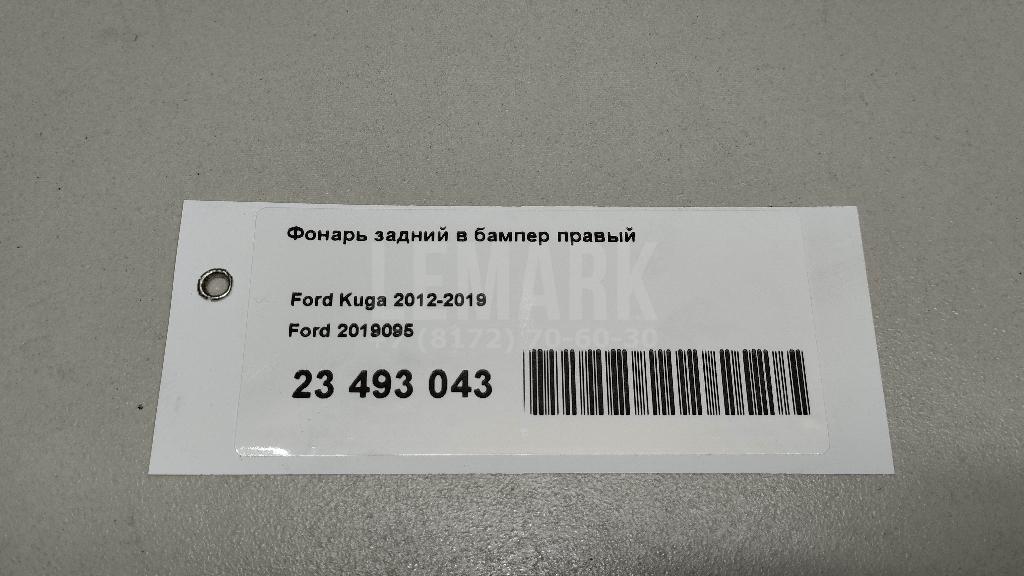 Фонарь задний в бампер правый
LEMARK
Ford Kuga 2012-2019
Ford 2019095
(8172) 70-60-30
23 493 043